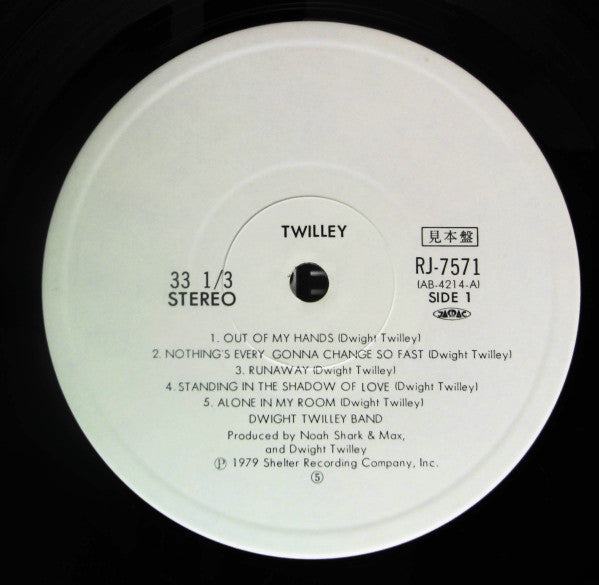 TWILLEY
見本盤
33 1/3
STEREO
RJ-7571
(AB-4214-A)
SIDE 1
JASRAC
1. OUT OF MY HANDS (Dwight Twilley)
2. NOTHING'S EVERY GONNA CHANGE SO FAST (Dwight Twilley)
3. RUNAWAY (Dwight Twilley)
4. STANDING IN THE SHADOW OF LOVE (Dwight Twilley)
5. ALONE IN MY ROOM (Dwight Twilley)
DWIGHT TWILLEY BAND
Produced by Noah Shark & Max,
and Dwight Twilley
Ⓟ 1979 Shelter Recording Company, Inc.
⑤